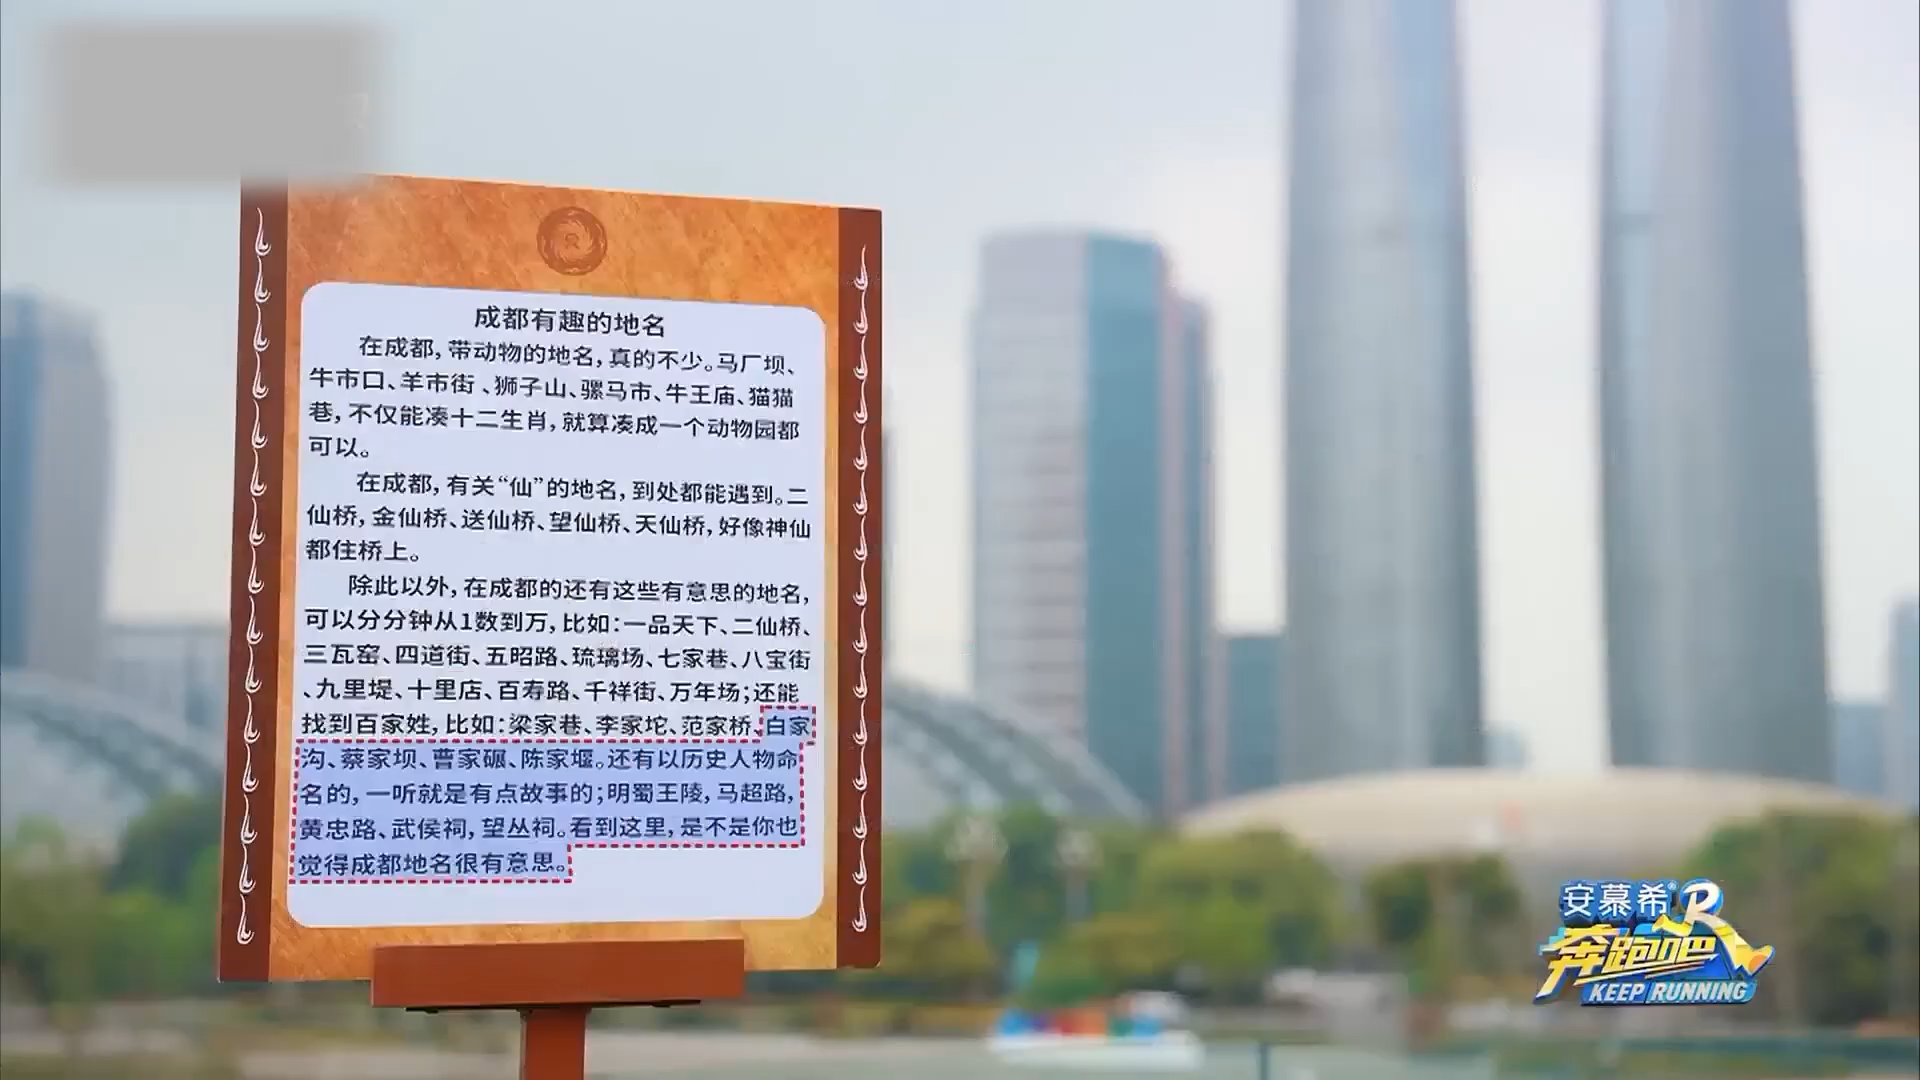 成都有趣的地名
在成都,带动物的地名,真的不少。马厂坝、
牛市口、羊市街、狮子山、骡马市、牛王庙、猫猫
巷,不仅能凑十二生肖,就算凑成一个动物园都
可以。
在成都,有关“仙”的地名,到处都能遇到。二
仙桥,金仙桥、送仙桥、望仙桥、天仙桥,好像神仙
都住桥上。
除此以外,在成都的还有这些有意思的地名,
可以分分钟从1数到万,比如:一品天下、二仙桥、
三瓦窑、四道街、五昭路、琉璃场、七家巷、八宝街
、九里堤、十里店、百寿路、千祥街、万年场;还能
找到百家姓,比如:梁家巷、李家坨、范家桥、白家
沟、蔡家坝、曹家碾、陈家堰。还有以历史人物命
名的,一听就是有点故事的;明蜀王陵,马超路,
黄忠路、武侯祠,望丛祠。看到这里,是不是你也
觉得成都地名很有意思。
安慕希®
奔跑吧
KEEP RUNNING